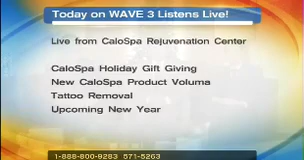 Today on WAVE 3 Listens Live!
Live from CaloSpa Rejuvenation Center
CaloSpa Holiday Gift Giving
New CaloSpa Product Voluma
Tattoo Removal
Upcoming New Year
1-888-800-9283 571-5263